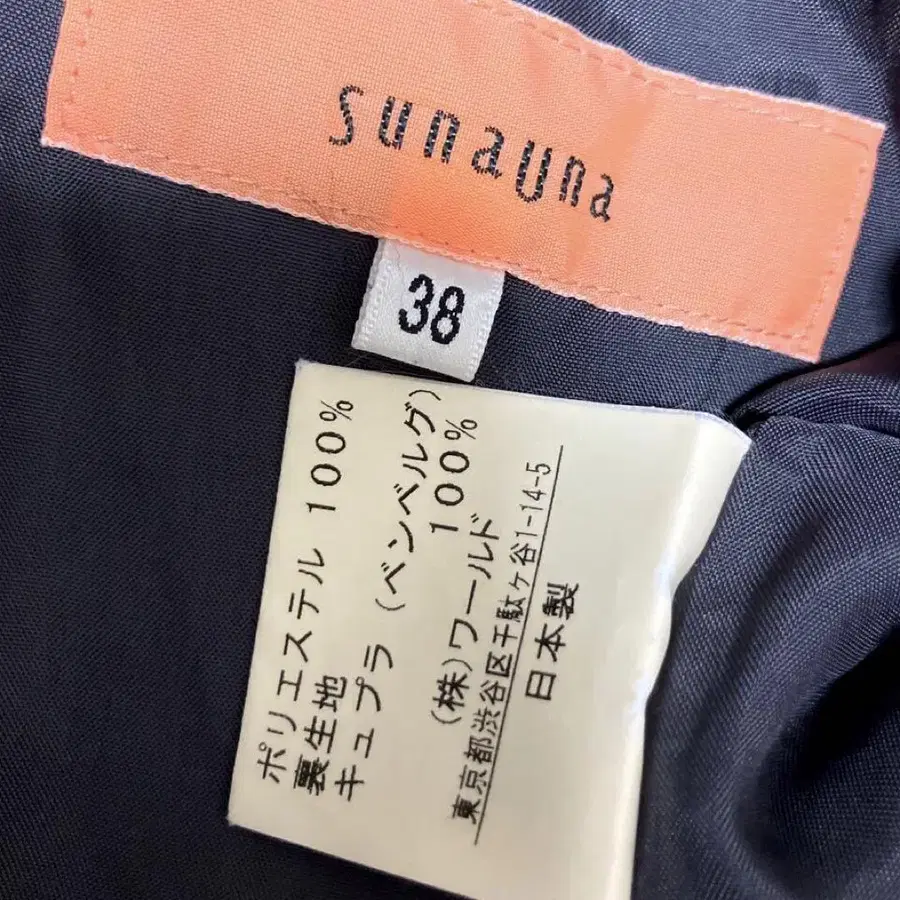 sunauna
38
ポリエステル 100%
裏生地
キュプラ (ベンベルグ)
100%
(株)ワールド
東京都渋谷区千駄ヶ谷1-14-5
日本製